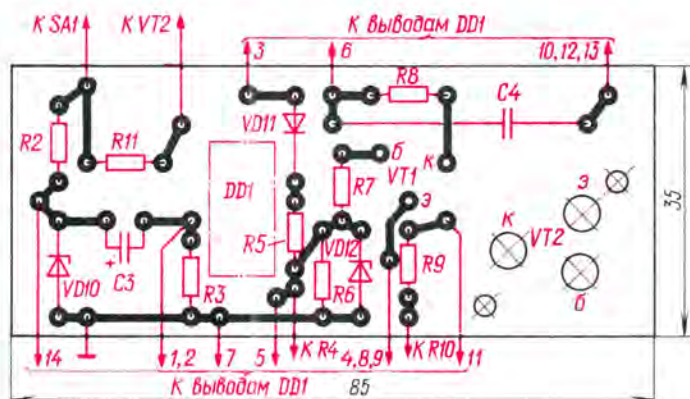 К SA1
К VT2
К выводам DD1
3
6
10,12,13
R8
C4
R2
R11
VD11
DD1
б
VT1
к
R7
э
35
э
к
VT2
б
R5
VD12
R9
+
C3
VD10
R3
R6
14
1,2
7
5
К R4
4,8,9
К R10
11
К выводам DD1
85